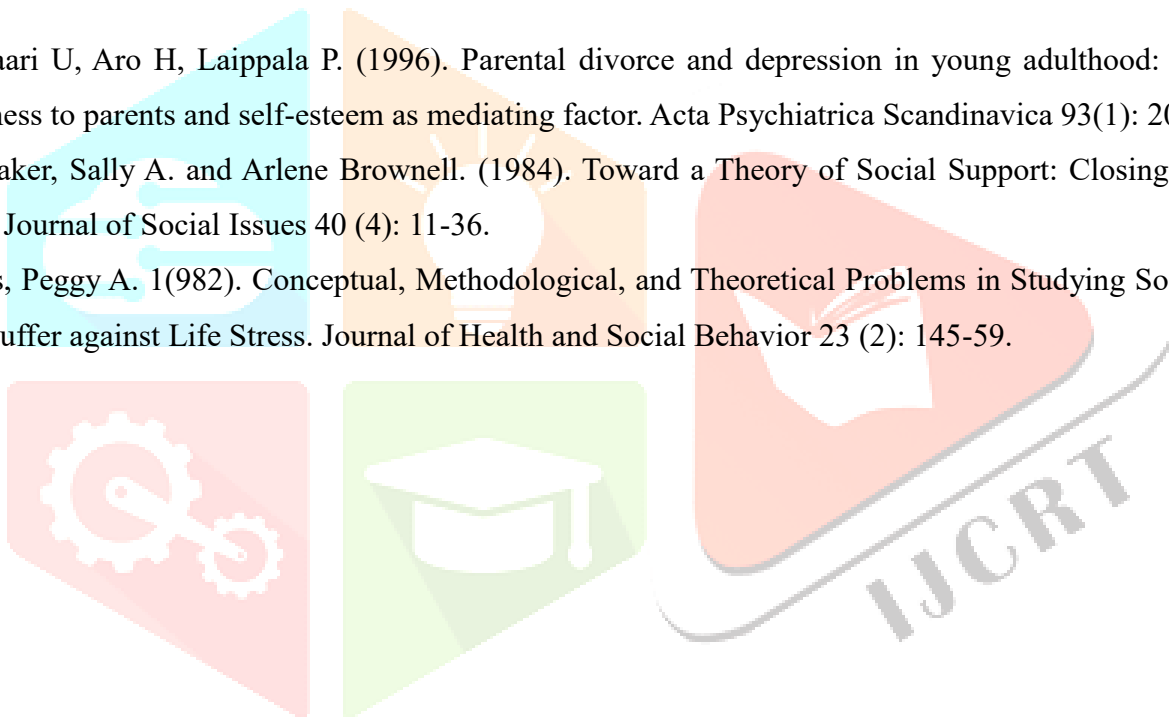 aari U, Aro H, Laippala P. (1996). Parental divorce and depression in young adulthood:
ness to parents and self-esteem as mediating factor. Acta Psychiatrica Scandinavica 93(1): 20
aker, Sally A. and Arlene Brownell. (1984). Toward a Theory of Social Support: Closing
Journal of Social Issues 40 (4): 11-36.
s, Peggy A. 1(982). Conceptual, Methodological, and Theoretical Problems in Studying So
uffer against Life Stress. Journal of Health and Social Behavior 23 (2): 145-59.
IJCRT